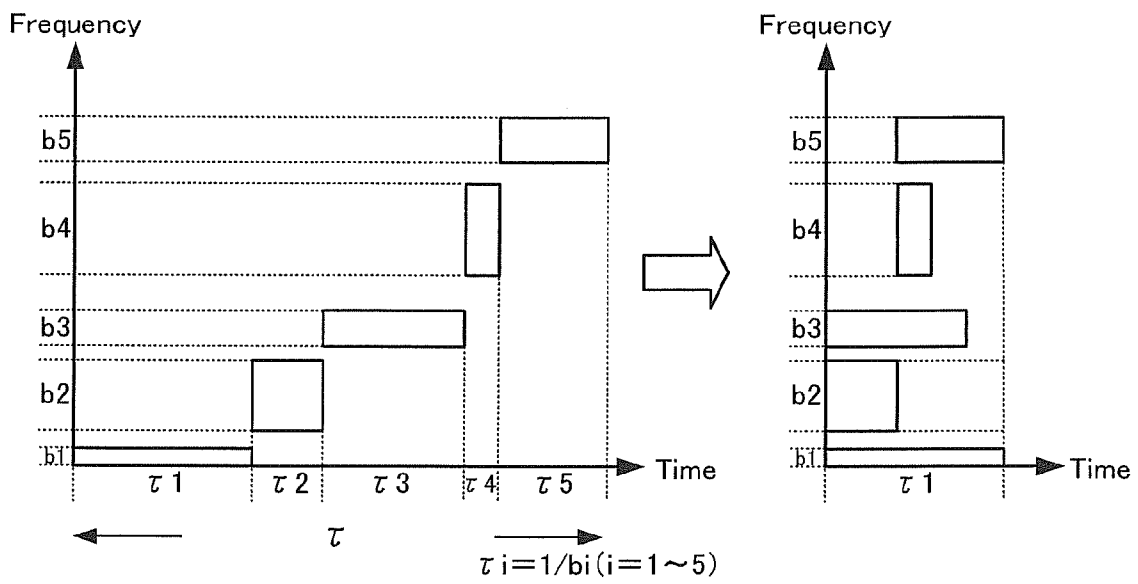 Frequency
b5
b4
b3
b2
b1
τ1
τ2
τ3
τ4
τ5
Time
τ
τi=1/bi(i=1~5)
Frequency
b5
b4
b3
b2
b1
τ1
Time